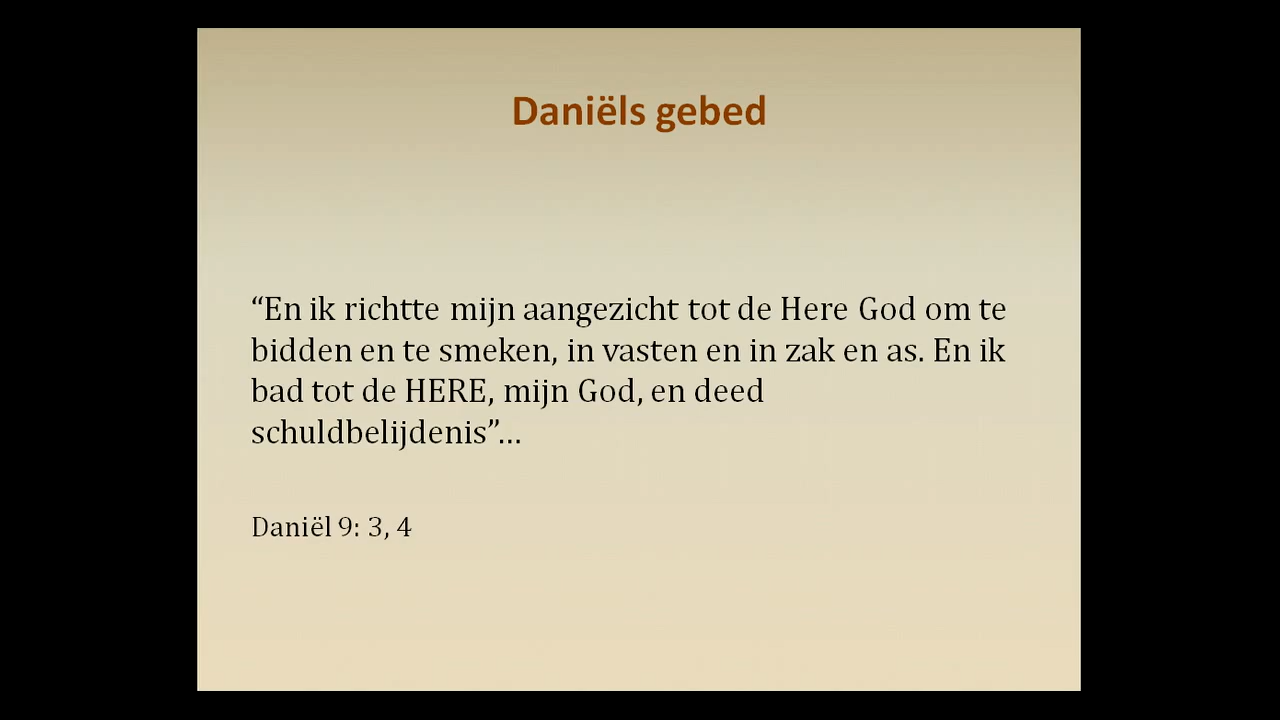 Daniëls gebed
“En ik richtte mijn aangezicht tot de Here God om te
bidden en te smeken, in vasten en in zak en as. En ik
bad tot de HERE, mijn God, en deed
schuldbelijdenis”…
Daniël 9: 3, 4